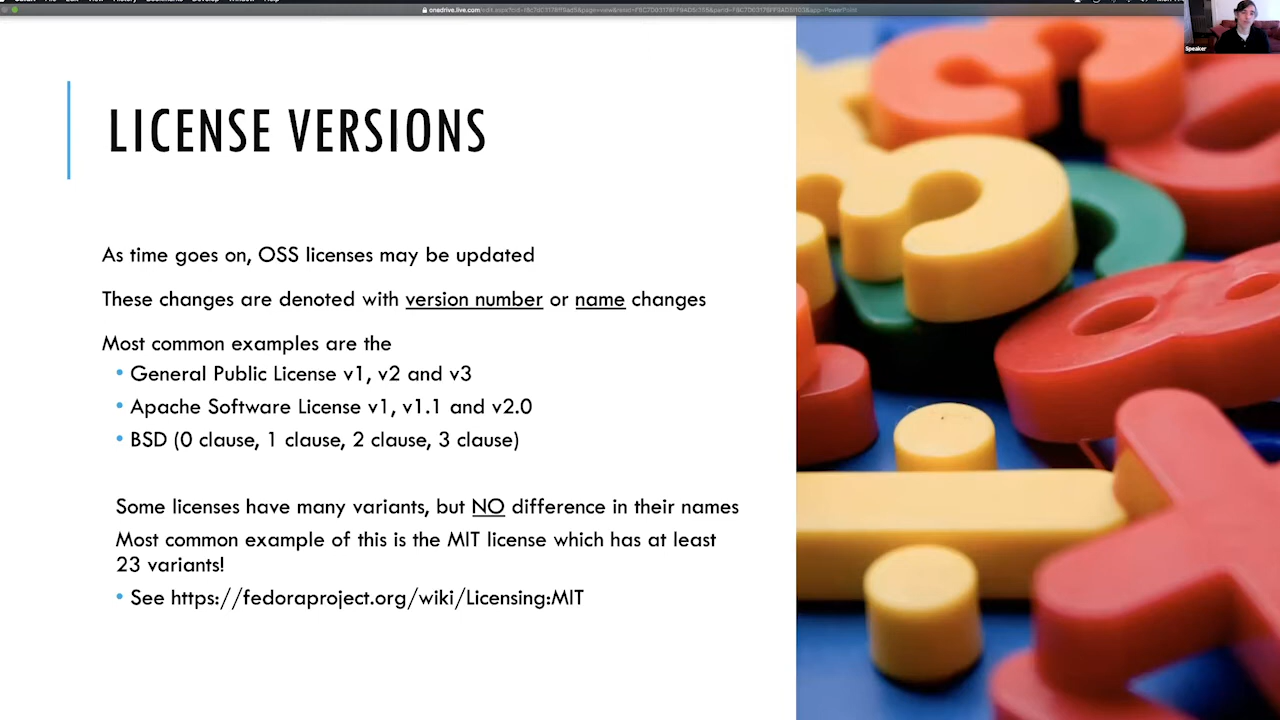 onedrive.live.com
Speaker
LICENSE VERSIONS
As time goes on, OSS licenses may be updated
These changes are denoted with version number or name changes
Most common examples are the
• General Public License v1, v2 and v3
• Apache Software License v1, v1.1 and v2.0
• BSD (0 clause, 1 clause, 2 clause, 3 clause)
Some licenses have many variants, but NO difference in their names
Most common example of this is the MIT license which has at least
23 variants!
• See https://fedoraproject.org/wiki/Licensing:MIT